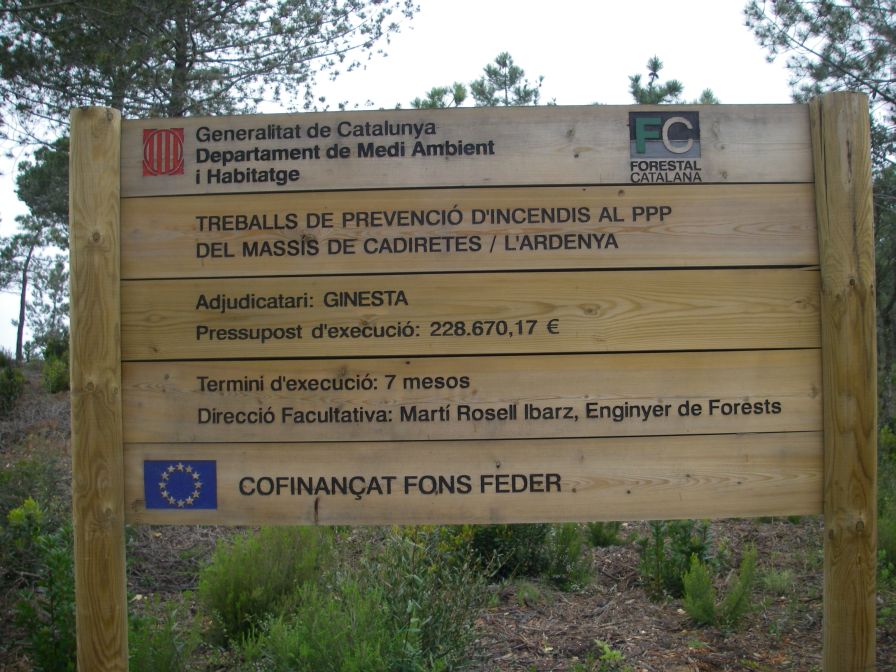 Generalitat de Catalunya
Departament de Medi Ambient
i Habitatge
FC
FORESTAL
CATALANA
TREBALLS DE PREVENCIÓ D'INCENDIS AL PPP
DEL MASSÍS DE CADIRETES / L'ARDENYA
Adjudicatari: GINESTA
Pressupost d'execució: 228.670,17 €
Termini d'execució: 7 mesos
Direcció Facultativa: Martí Rosell Ibarz, Enginyer de Forests
COFINANÇAT FONS FEDER